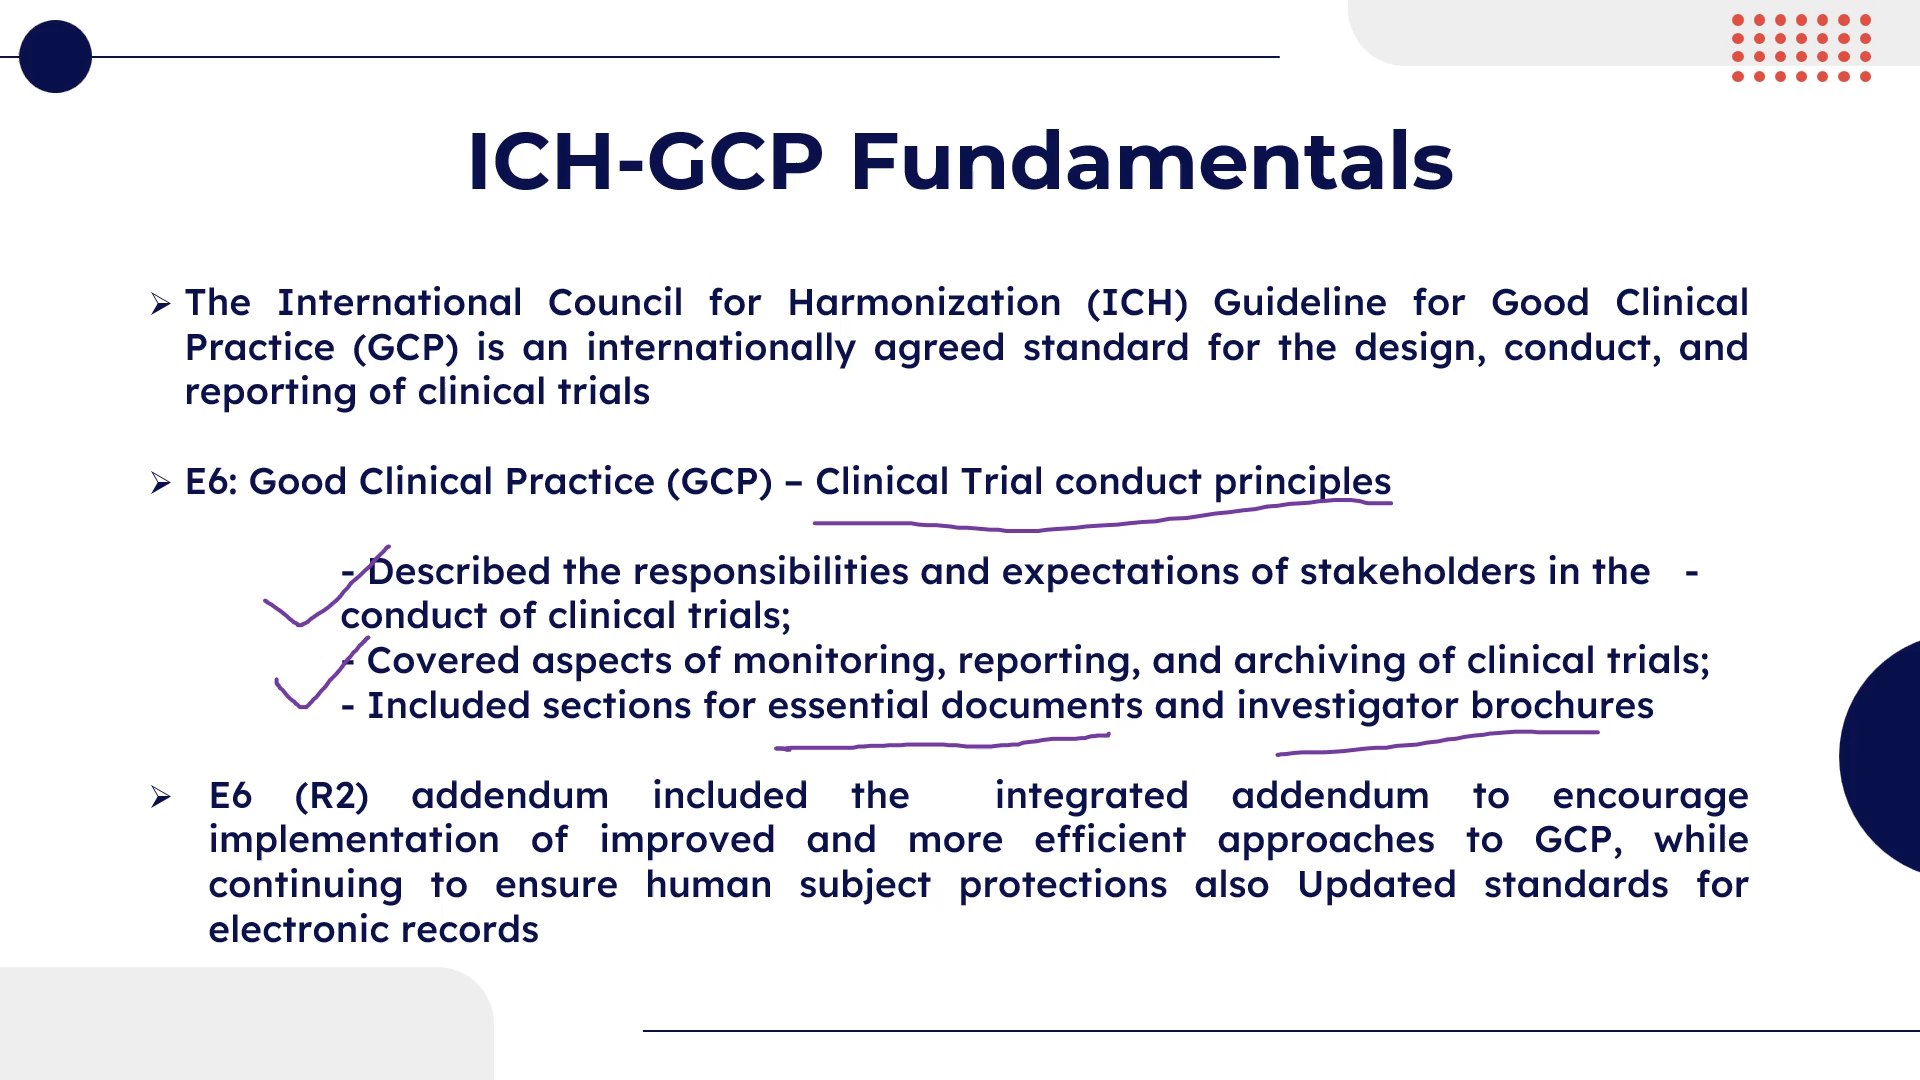 ICH-GCP Fundamentals
➢ The International Council for Harmonization (ICH) Guideline for Good Clinical
Practice (GCP) is an internationally agreed standard for the design, conduct, and
reporting of clinical trials
➢ E6: Good Clinical Practice (GCP) – Clinical Trial conduct principles
- Described the responsibilities and expectations of stakeholders in the -
conduct of clinical trials;
- Covered aspects of monitoring, reporting, and archiving of clinical trials;
- Included sections for essential documents and investigator brochures
➢ E6 (R2) addendum included the integrated addendum to encourage
implementation of improved and more efficient approaches to GCP, while
continuing to ensure human subject protections also Updated standards for
electronic records